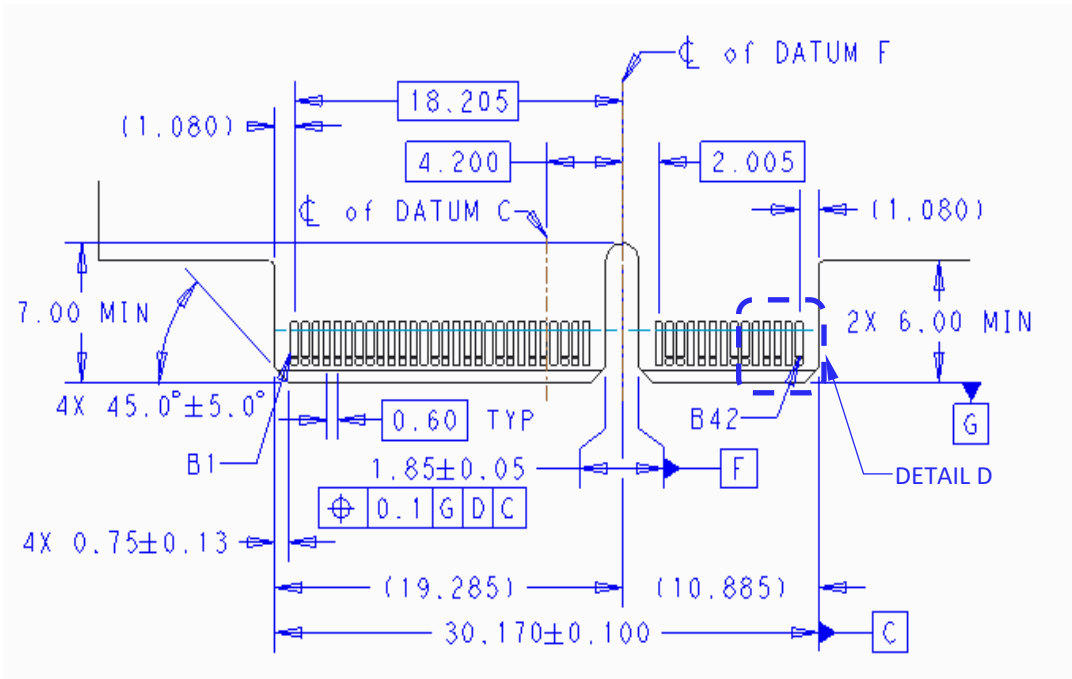 ℄ of DATUM F
18.205
(1.080)
4.200
2.005
℄ of DATUM C
(1.080)
7.00 MIN
2X 6.00 MIN
4X 45.0°±5.0°
0.60 TYP
B42
G
B1
1.85±0.05
F
DETAIL D
⌖ 0.1 G D C
4X 0.75±0.13
(19.285)
(10.885)
30.170±0.100
C